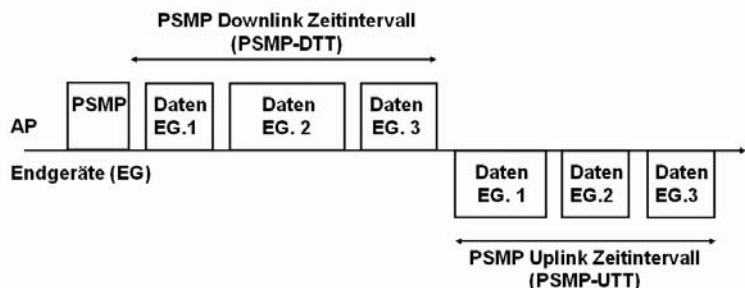 PSMP Downlink Zeitintervall
(PSMP-DTT)
AP
PSMP
Daten
EG.1
Daten
EG. 2
Daten
EG. 3
Endgeräte (EG)
Daten
EG. 1
Daten
EG.2
Daten
EG.3
PSMP Uplink Zeitintervall
(PSMP-UTT)